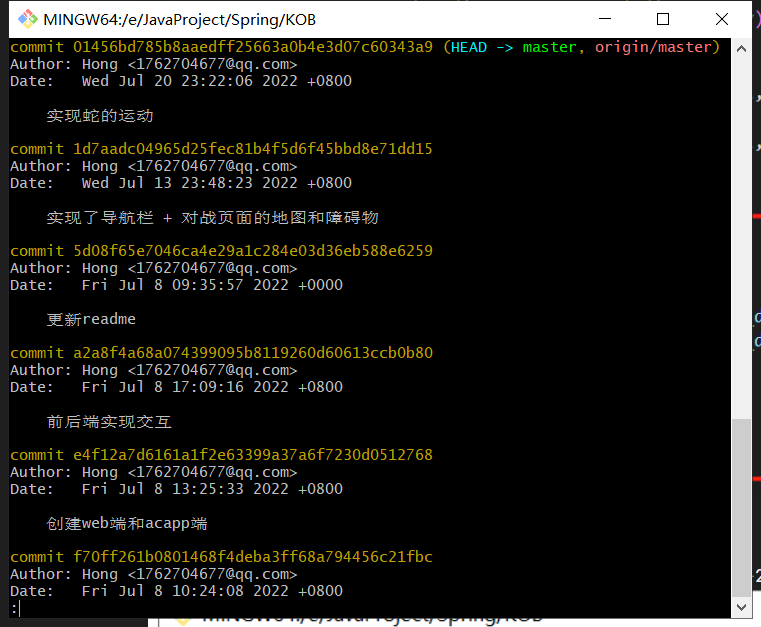 MINGW64:/e/JavaProject/Spring/KOB
commit 01456bd785b8aaedff25663a0b4e3d07c60343a9 (HEAD -> master, origin/master)
Author: Hong <1762704677@qq.com>
Date:   Wed Jul 20 23:22:06 2022 +0800
实现蛇的运动
commit 1d7aadc04965d25fec81b4f5d6f45bbd8e71dd15
Author: Hong <1762704677@qq.com>
Date:   Wed Jul 13 23:48:23 2022 +0800
实现了导航栏 + 对战页面的地图和障碍物
commit 5d08f65e7046ca4e29a1c284e03d36eb588e6259
Author: Hong <1762704677@qq.com>
Date:   Fri Jul 8 09:35:57 2022 +0000
更新readme
commit a2a8f4a68a074399095b8119260d60613ccb0b80
Author: Hong <1762704677@qq.com>
Date:   Fri Jul 8 17:09:16 2022 +0800
前后端实现交互
commit e4f12a7d6161a1f2e63399a37a6f7230d0512768
Author: Hong <1762704677@qq.com>
Date:   Fri Jul 8 13:25:33 2022 +0800
创建web端和acapp端
commit f70ff261b0801468f4deba3ff68a794456c21fbc
Author: Hong <1762704677@qq.com>
Date:   Fri Jul 8 10:24:08 2022 +0800
:
MINGW64:/e/JavaProject/Spring/KOB